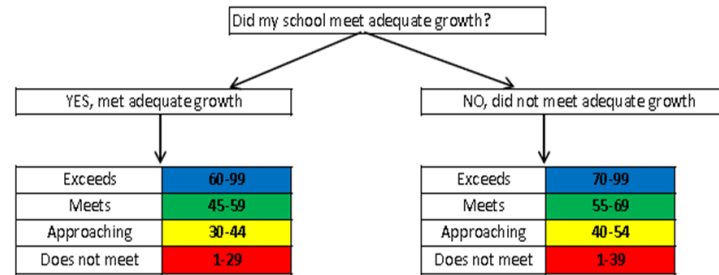 Did my school meet adequate growth?
YES, met adequate growth
NO, did not meet adequate growth
Exceeds 60-99
Meets 45-59
Approaching 30-44
Does not meet 1-29
Exceeds 70-99
Meets 55-69
Approaching 40-54
Does not meet 1-39